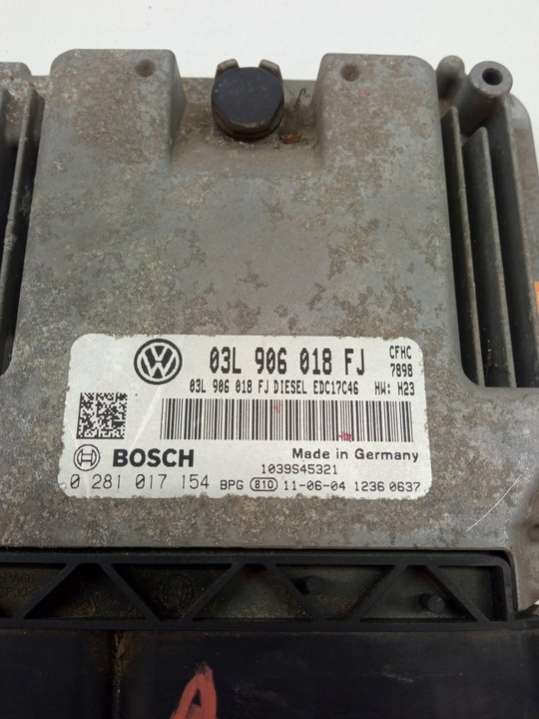 03L 906 018 FJ CFHC
7898
03L 906 018 FJ DIESEL EDC17C46 HW: H23
BOSCH Made in Germany
1039S45321
0 281 017 154 BPG 810 11-06-04 1236 0637
A